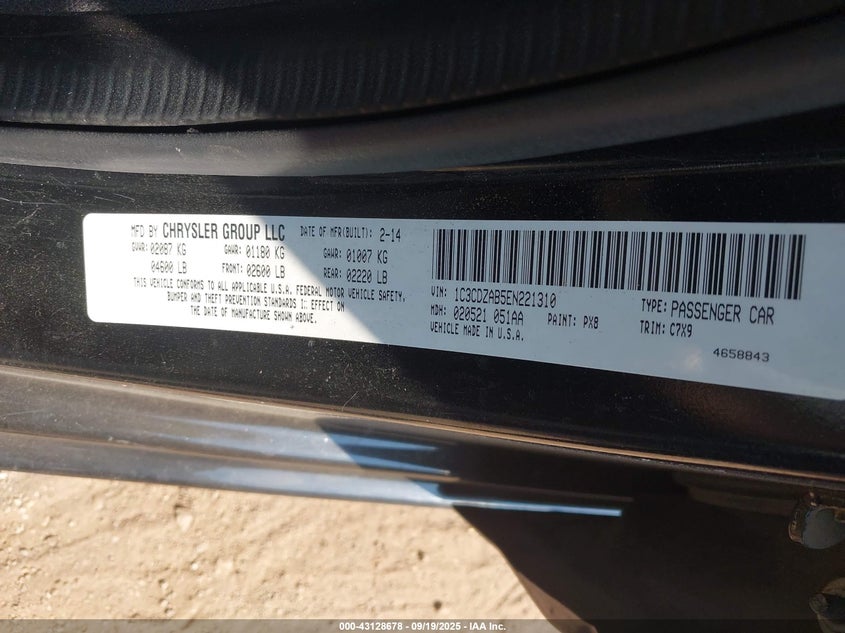 MFD BY CHRYSLER GROUP LLC DATE OF MFR(BUILT): 2-14
GVWR: 02087 KG GAWR: 01180 KG GAWR: 01007 KG
04600 LB FRONT: 02600 LB REAR: 02220 LB
THIS VEHICLE CONFORMS TO ALL APPLICABLE U.S.A. FEDERAL MOTOR VEHICLE SAFETY,
BUMPER AND THEFT PREVENTION STANDARDS IN EFFECT ON
THE DATE OF MANUFACTURE SHOWN ABOVE.
VIN: 1C3CDZAB5EN221310 TYPE: PASSENGER CAR
MDH: 020521 051AA PAINT: PX8 TRIM: C7X9
VEHICLE MADE IN U.S.A.
4658843
000-43128678 - 09/19/2025 - IAA Inc.